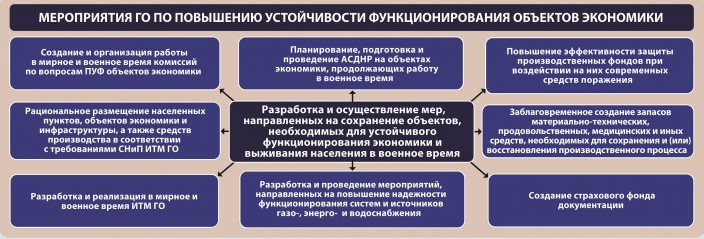 МЕРОПРИЯТИЯ ГО ПО ПОВЫШЕНИЮ УСТОЙЧИВОСТИ ФУНКЦИОНИРОВАНИЯ ОБЪЕКТОВ ЭКОНОМИКИ
Создание и организация работы
в мирное и военное время комиссий
по вопросам ПУФ объектов экономики
Планирование, подготовка и
проведение АСДНР на объектах
экономики, продолжающих работу
в военное время
Повышение эффективности защиты
производственных фондов при
воздействии на них современных
средств поражения
Рациональное размещение населенных
пунктов, объектов экономики и
инфраструктуры, а также средств
производства в соответствии
с требованиями СНиП ИТМ ГО
Разработка и осуществление мер,
направленных на сохранение объектов,
необходимых для устойчивого
функционирования экономики и
выживания населения в военное время
Заблаговременное создание запасов
материально-технических,
продовольственных, медицинских и иных
средств, необходимых для сохранения и (или)
восстановления производственного процесса
Разработка и реализация в мирное и
военное время ИТМ ГО
Разработка и проведение мероприятий,
направленных на повышение надежности
функционирования систем и источников
газо-, энерго- и водоснабжения
Создание страхового фонда
документации